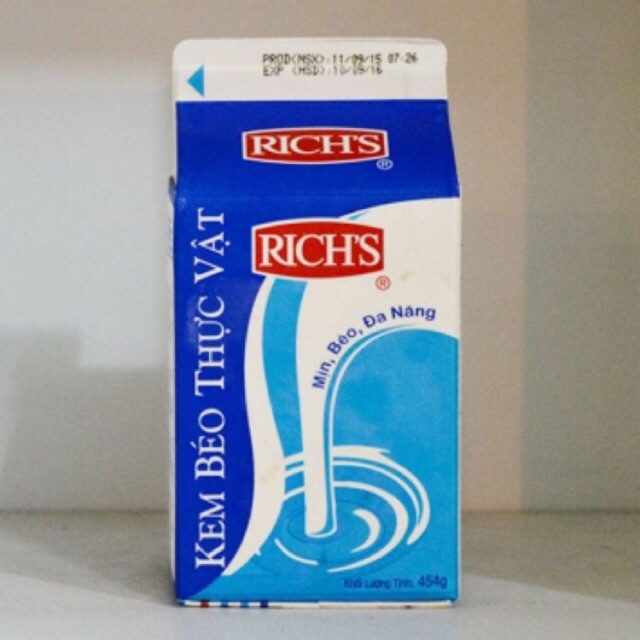 PROD(NSX):11/09/15 07:26
EXP (HSD):10/09/16
RICH'S
®
RICH'S
®
KEM BÉO THỰC VẬT
Mịn, Béo, Đa Năng
Khối Lượng Tịnh: 454g